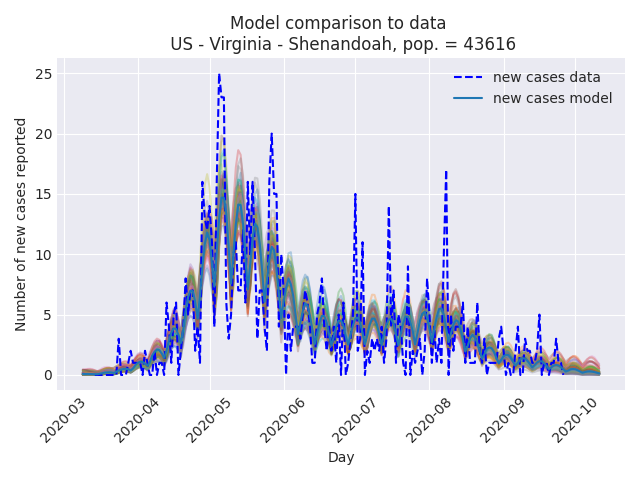 Model comparison to data
US - Virginia - Shenandoah, pop. = 43616
new cases data
new cases model
Number of new cases reported
25
20
15
10
5
0
2020-03
2020-04
2020-05
2020-06
2020-07
2020-08
2020-09
2020-10
Day